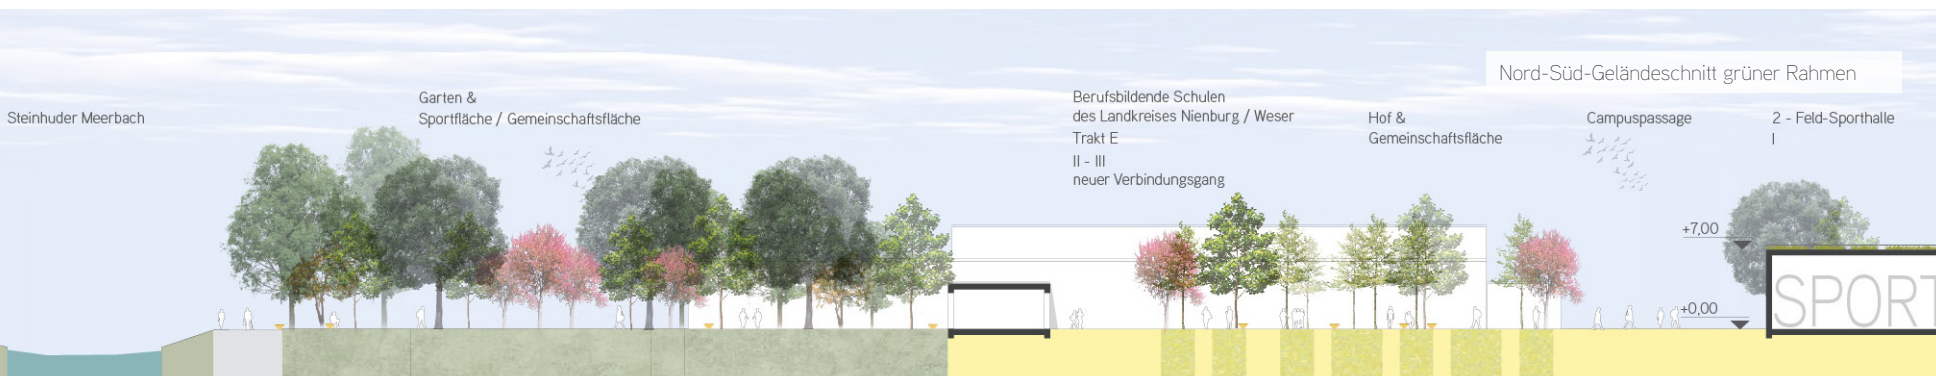 Nord-Süd-Geländeschnitt grüner Rahmen
Steinhuder Meerbach
Garten &
Sportfläche / Gemeinschaftsfläche
Berufsbildende Schulen
des Landkreises Nienburg / Weser
Trakt E
II - III
neuer Verbindungsgang
Hof &
Gemeinschaftsfläche
Campuspassage
2 - Feld-Sporthalle
I
+7,00
+0,00
SPORT